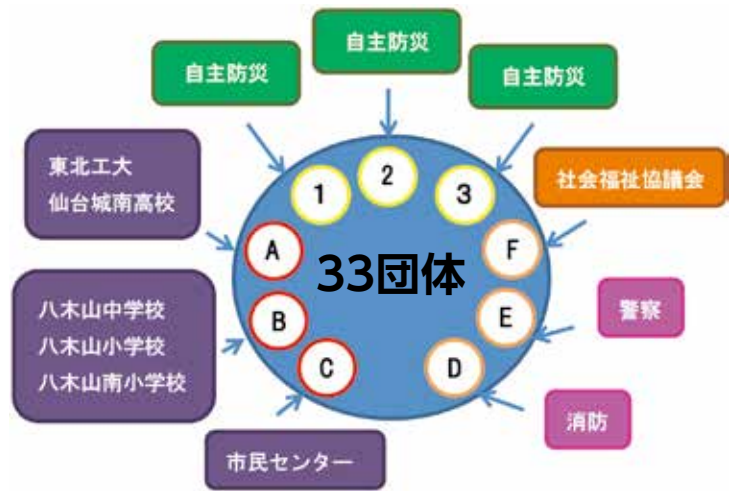 自主防災
自主防災
自主防災
東北工大
仙台城南高校
社会福祉協議会
1
2
3
A
F
33団体
八木山中学校
八木山小学校
八木山南小学校
B
E
警察
C
D
消防
市民センター